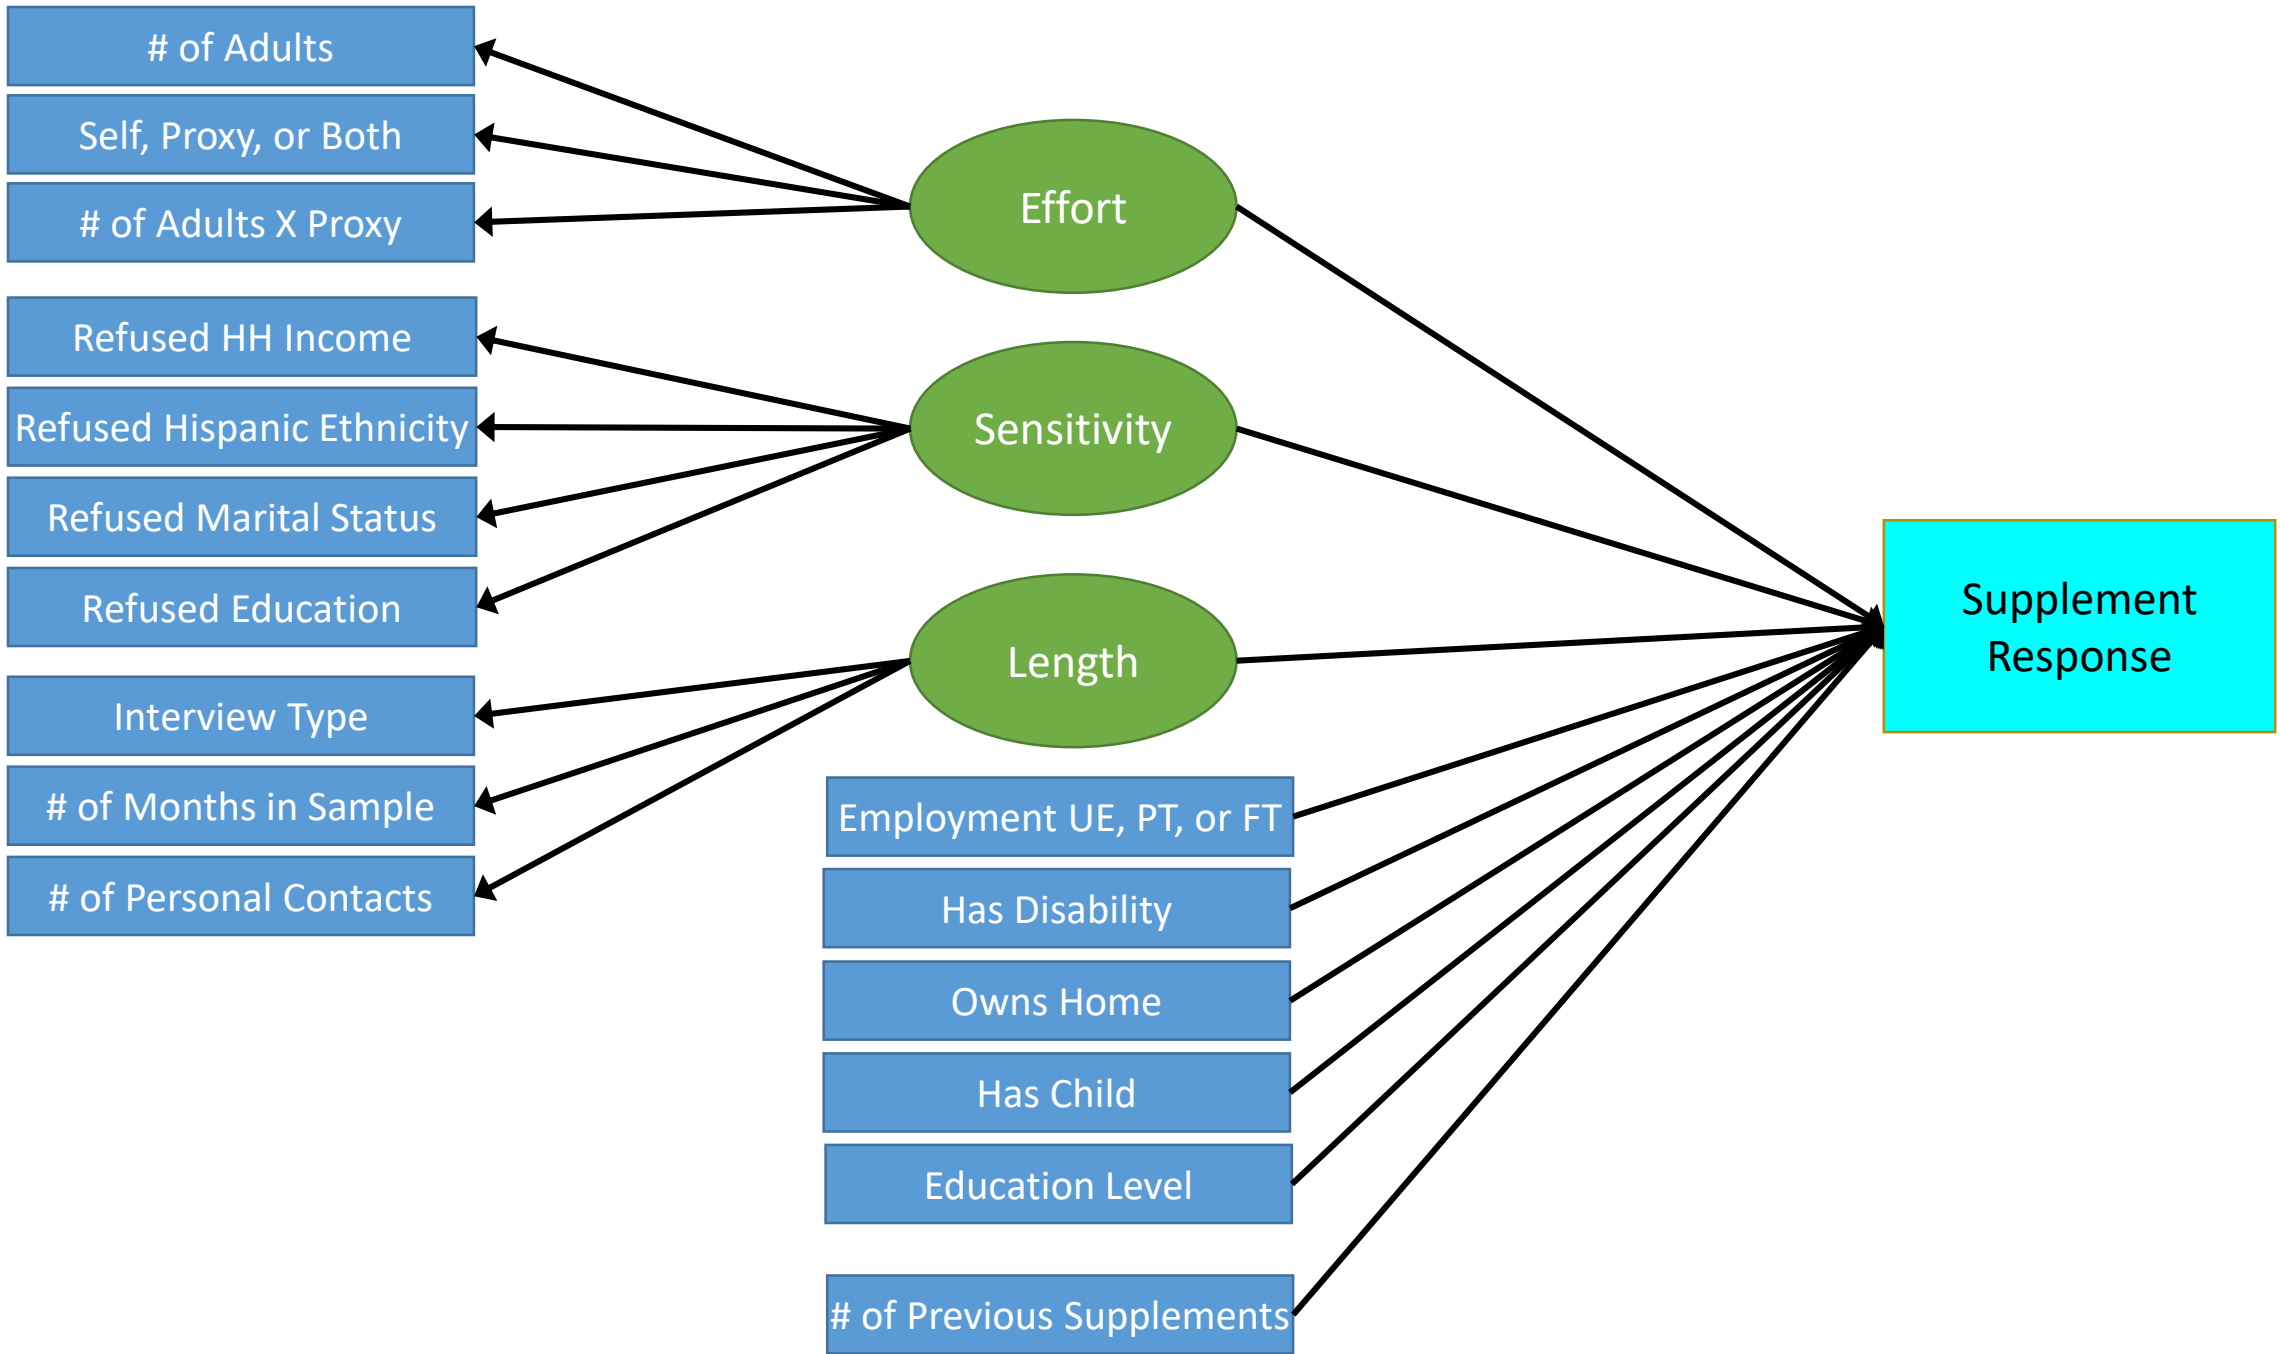 # of Adults
Self, Proxy, or Both
# of Adults X Proxy
Refused HH Income
Refused Hispanic Ethnicity
Refused Marital Status
Refused Education
Interview Type
# of Months in Sample
# of Personal Contacts
Effort
Sensitivity
Length
Employment UE, PT, or FT
Has Disability
Owns Home
Has Child
Education Level
# of Previous Supplements
Supplement
Response